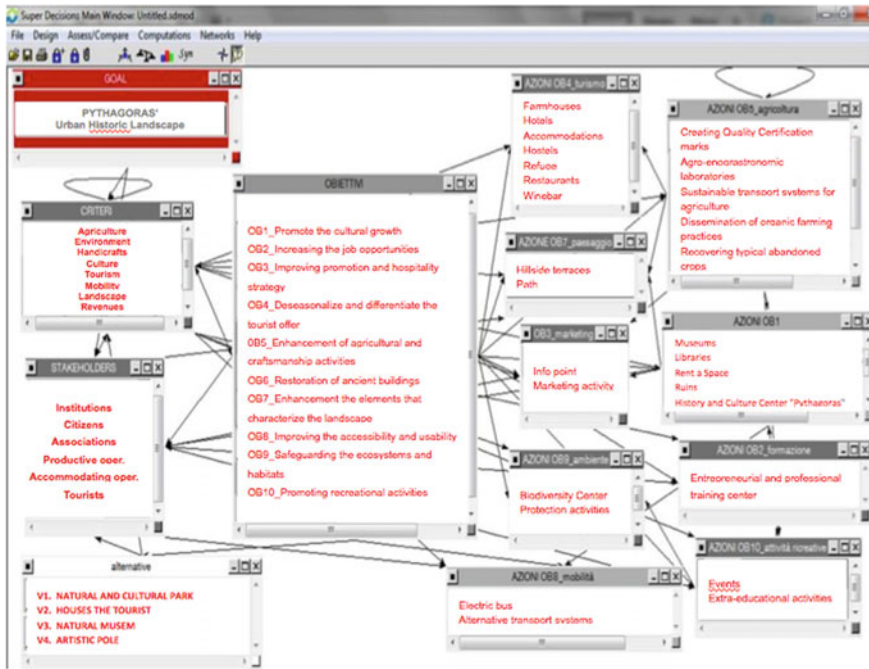 Super Decisions Main Window: Untitled.sdmod
File Design Assess/Compare Computations Networks Help
Syn
GOAL
PYTHAGORAS'
Urban Historic Landscape
CRITERI
Agriculture
Environment
Handicrafts
Culture
Tourism
Mobility
Landscape
Revenues
STAKEHOLDERS
Institutions
Citizens
Associations
Productive oper.
Accommodating oper.
Tourists
alternative
V1. NATURAL AND CULTURAL PARK
V2. HOUSES THE TOURIST
V3. NATURAL MUSEM
V4. ARTISTIC POLE
OBIETTIVI
OB1_Promote the cultural growth
OB2_Increasing the job opportunities
OB3_Improving promotion and hospitality
strategy
OB4_Deseasonalize and differentiate the
tourist offer
OB5_Enhancement of agricultural and
craftsmanship activities
OB6_Restoration of ancient buildings
OB7_Enhancement the elements that
characterize the landscape
OB8_Improving the accessibility and usability
OB9_Safeguarding the ecosystems and
habitats
OB10_Promoting recreational activities
AZIONI OB4_turismo
Farmhouses
Hotels
Accommodations
Hostels
Refuge
Restaurants
Winebar
AZIONE OB7_paesaggio
Hillside terraces
Path
OB3_marketing
Info point
Marketing activity
AZIONI OB9_ambiente
Biodiversity Center
Protection activities
AZIONI OB8_mobilità
Electric bus
Alternative transport systems
AZIONI OB5_agricoltura
Creating Quality Certification
marks
Agro-enogastronomic
laboratories
Sustainable transport systems for
agriculture
Dissemination of organic farming
practices
Recovering typical abandoned
crops
AZIONI OB1
Museums
Libraries
Rent a Space
Ruins
History and Culture Center "Pythagoras"
AZIONI OB2_formazione
Entrepreneurial and professional
training center
AZIONI OB10_attività ricreative
Events
Extra-educational activities